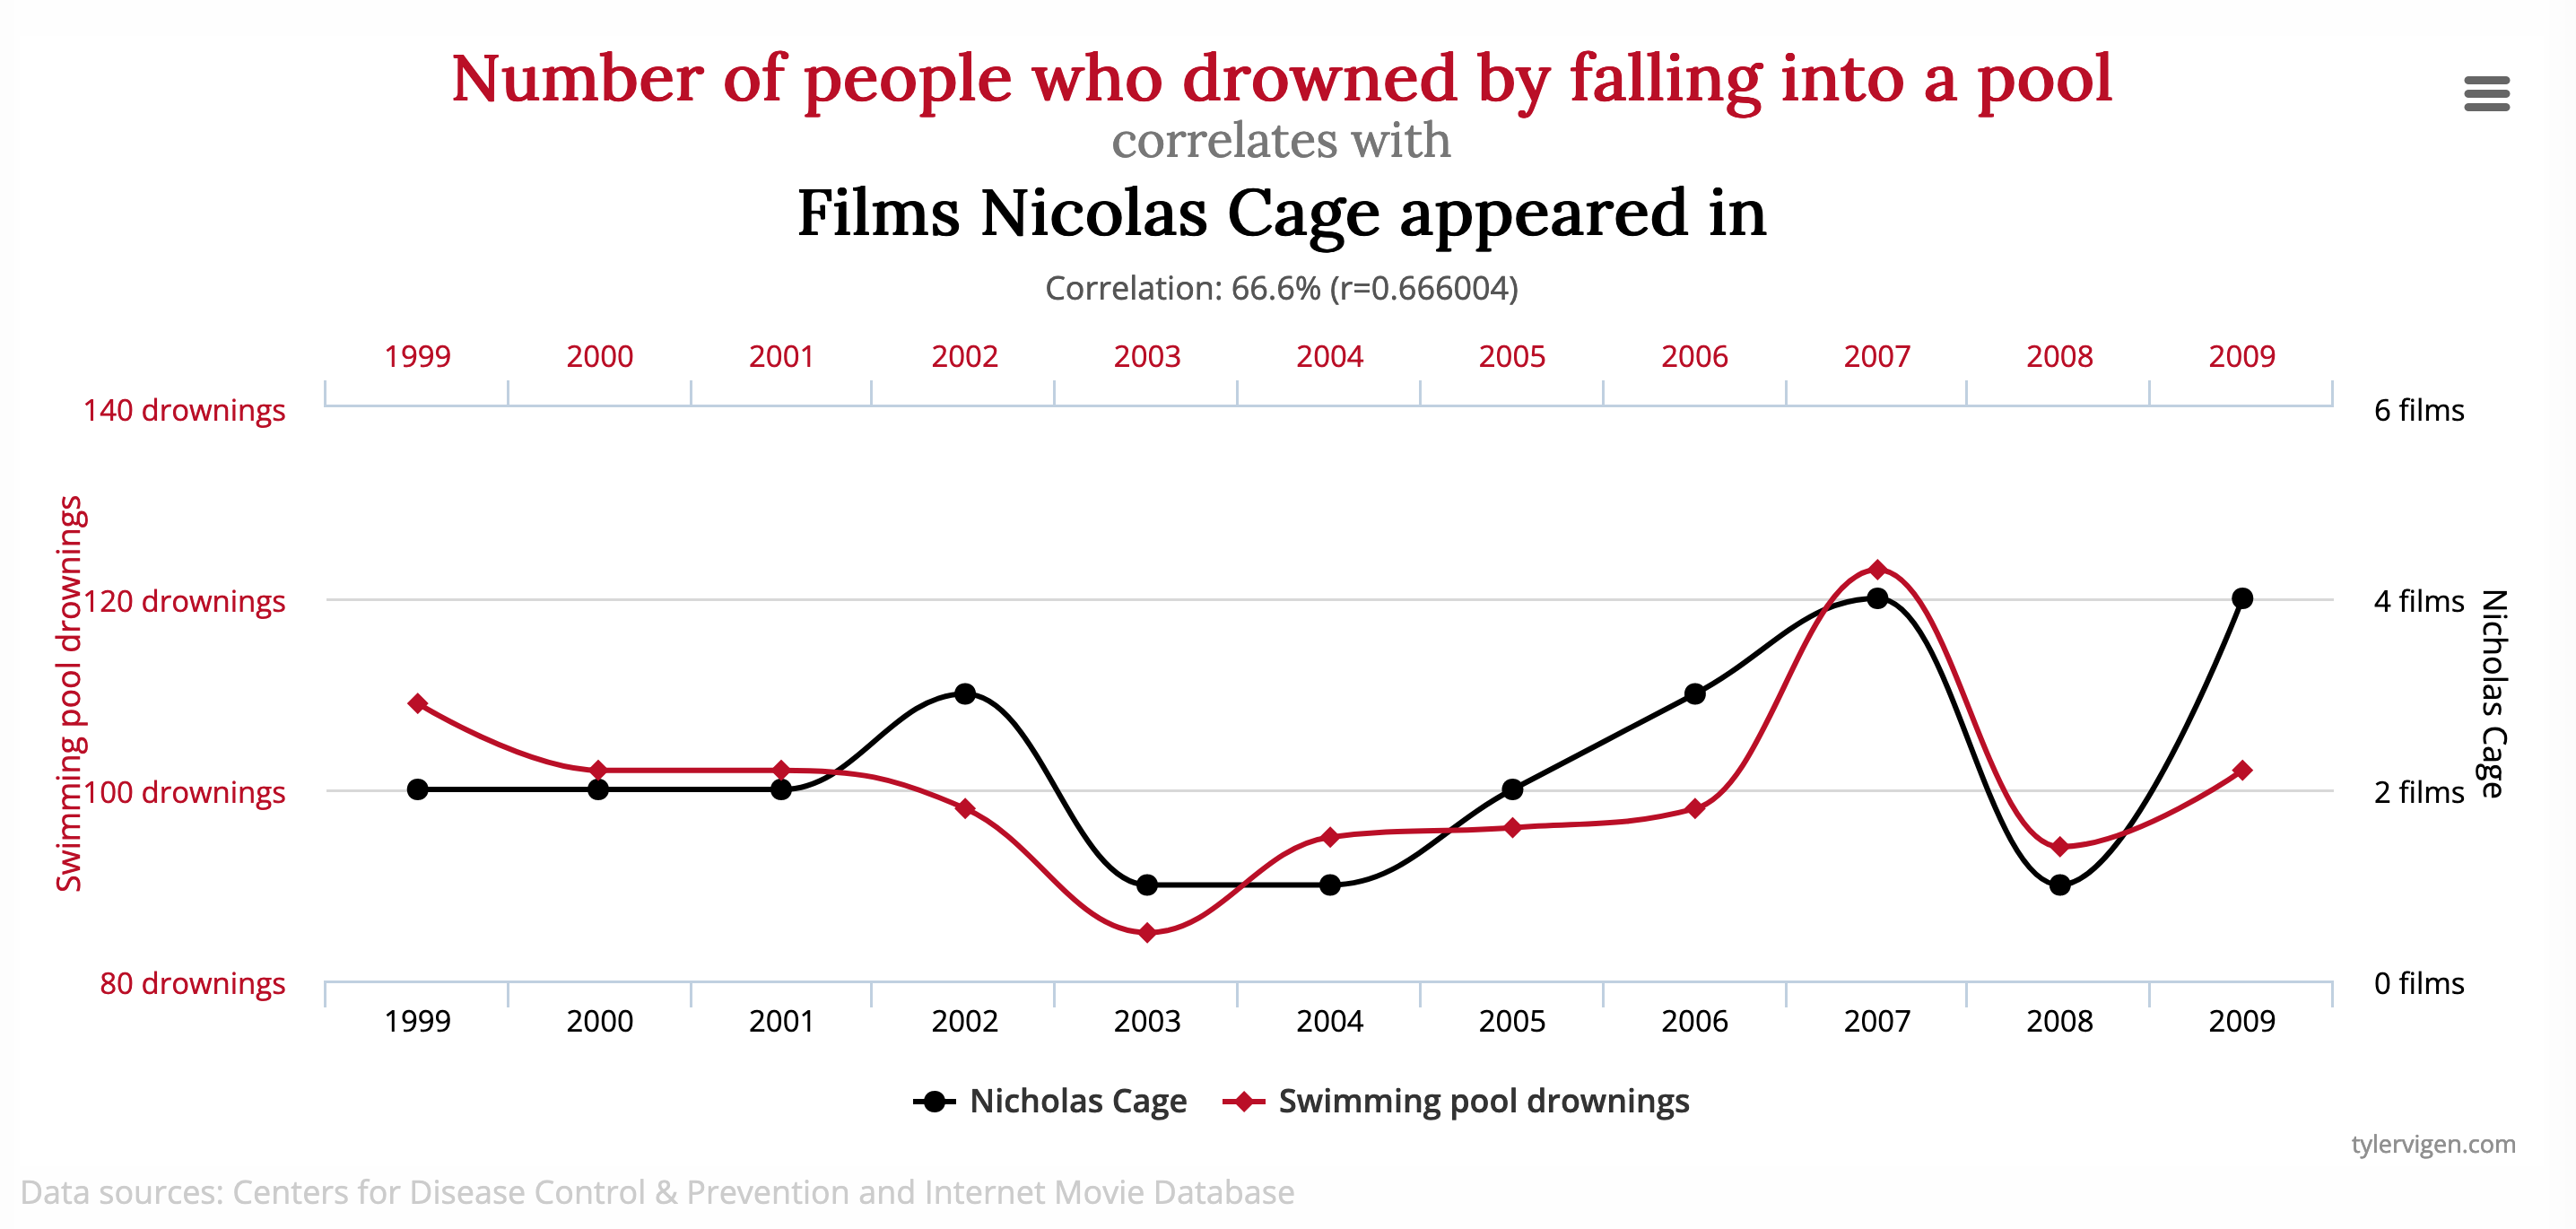 Number of people who drowned by falling into a pool
correlates with
Films Nicolas Cage appeared in
Correlation: 66.6% (r=0.666004)
1999 2000 2001 2002 2003 2004 2005 2006 2007 2008 2009
140 drownings 6 films
Swimming pool drownings
120 drownings 4 films
Nicholas Cage
100 drownings 2 films
80 drownings 0 films
1999 2000 2001 2002 2003 2004 2005 2006 2007 2008 2009
Nicholas Cage Swimming pool drownings
tylervigen.com
Data sources: Centers for Disease Control & Prevention and Internet Movie Database